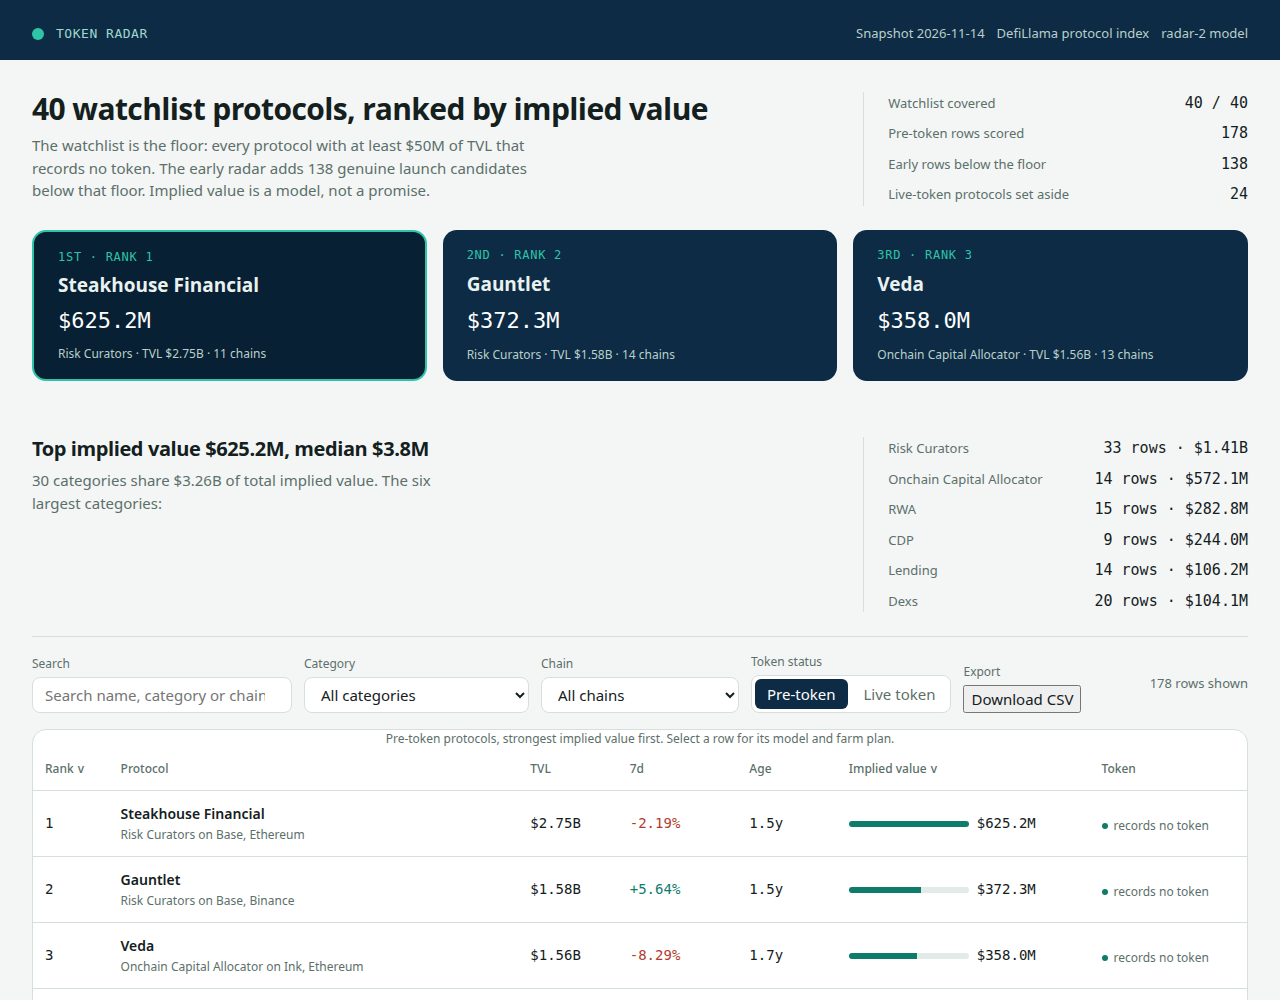 TOKEN RADAR
Snapshot 2026-11-14 DefiLlama protocol index radar-2 model
40 watchlist protocols, ranked by implied value
The watchlist is the floor: every protocol with at least $50M of TVL that
records no token. The early radar adds 138 genuine launch candidates
below that floor. Implied value is a model, not a promise.
Watchlist covered 40 / 40
Pre-token rows scored 178
Early rows below the floor 138
Live-token protocols set aside 24
1ST · RANK 1
Steakhouse Financial
$625.2M
Risk Curators · TVL $2.75B · 11 chains
2ND · RANK 2
Gauntlet
$372.3M
Risk Curators · TVL $1.58B · 14 chains
3RD · RANK 3
Veda
$358.0M
Onchain Capital Allocator · TVL $1.56B · 13 chains
Top implied value $625.2M, median $3.8M
30 categories share $3.26B of total implied value. The six
largest categories:
Risk Curators 33 rows · $1.41B
Onchain Capital Allocator 14 rows · $572.1M
RWA 15 rows · $282.8M
CDP 9 rows · $244.0M
Lending 14 rows · $106.2M
Dexs 20 rows · $104.1M
Search Category Chain Token status Export
Search name, category or chain All categories All chains Pre-token Live token Download CSV 178 rows shown
Pre-token protocols, strongest implied value first. Select a row for its model and farm plan.
Rank v Protocol TVL 7d Age Implied value v Token
1 Steakhouse Financial $2.75B -2.19% 1.5y $625.2M records no token
Risk Curators on Base, Ethereum
2 Gauntlet $1.58B +5.64% 1.5y $372.3M records no token
Risk Curators on Base, Binance
3 Veda $1.56B -8.29% 1.7y $358.0M records no token
Onchain Capital Allocator on Ink, Ethereum